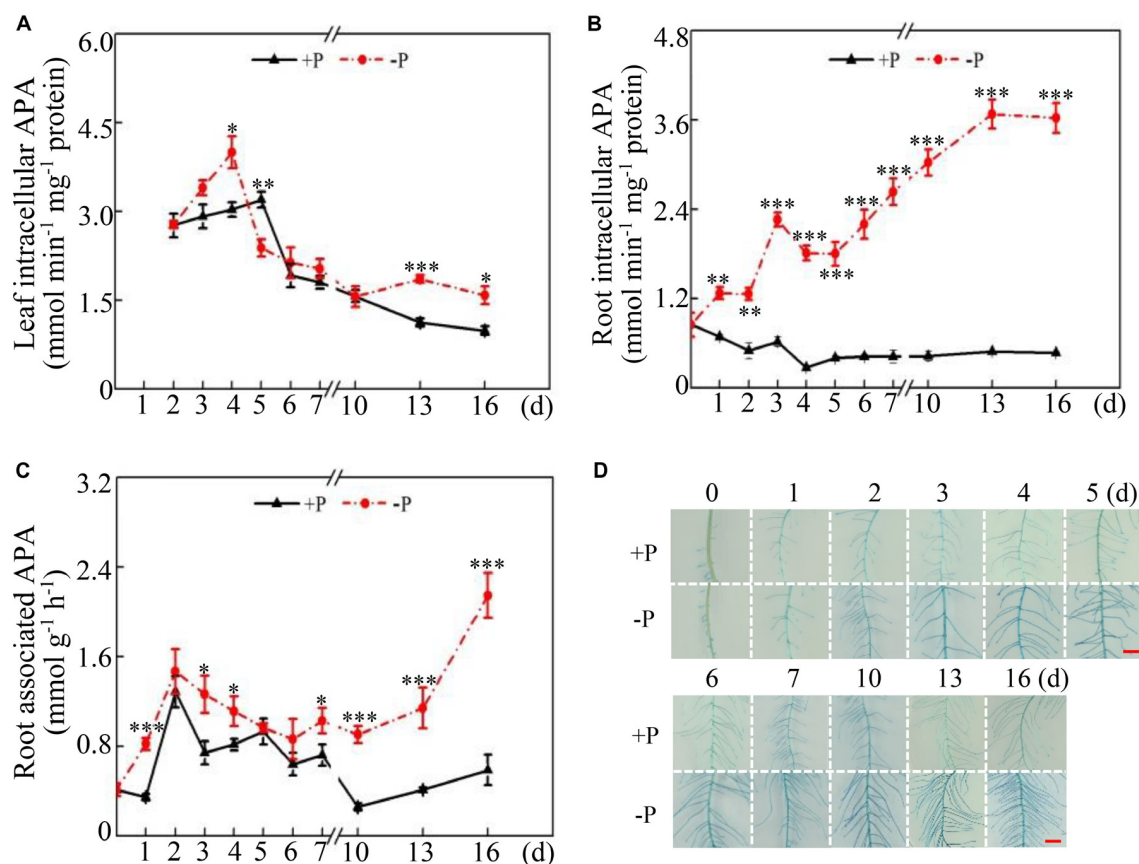 A
6.0
4.5
3.0
1.5
0
Leaf intracellular APA
(mmol min⁻¹ mg⁻¹ protein)
+P -P
* ** *** *
1 2 3 4 5 6 7 10 13 16 (d)
B
4.8
3.6
2.4
1.2
0
Root intracellular APA
(mmol min⁻¹ mg⁻¹ protein)
+P -P
** ** *** *** *** *** *** *** *** ***
1 2 3 4 5 6 7 10 13 16 (d)
C
3.2
2.4
1.6
0.8
0
Root associated APA
(mmol g⁻¹ h⁻¹)
+P -P
*** * * * *** *** ***
1 2 3 4 5 6 7 10 13 16 (d)
D
0 1 2 3 4 5 (d)
+P
-P
6 7 10 13 16 (d)
+P
-P